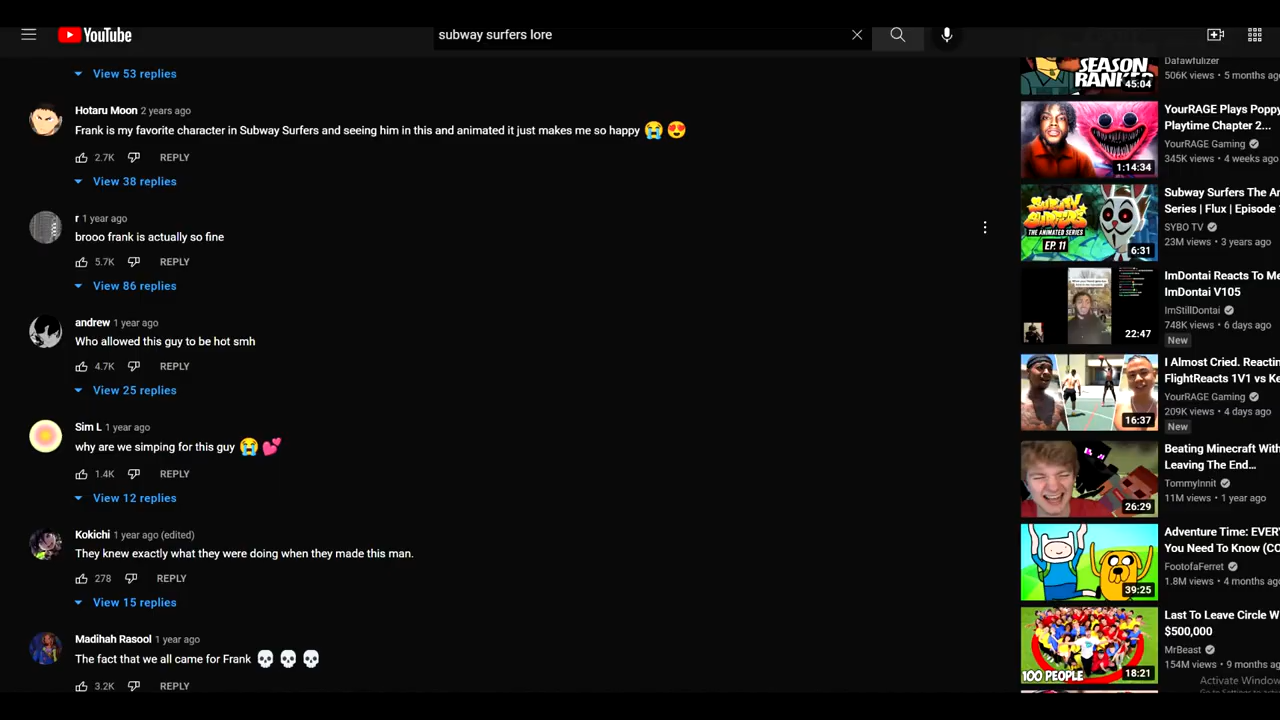 YouTube
subway surfers lore
View 53 replies
Hotaru Moon 2 years ago
Frank is my favorite character in Subway Surfers and seeing him in this and animated it just makes me so happy 😭 😍
2.7K REPLY
View 38 replies
r 1 year ago
brooo frank is actually so fine
5.7K REPLY
View 86 replies
andrew 1 year ago
Who allowed this guy to be hot smh
4.7K REPLY
View 25 replies
Sim L 1 year ago
why are we simping for this guy 😭 💕
1.4K REPLY
View 12 replies
Kokichi 1 year ago (edited)
They knew exactly what they were doing when they made this man.
278 REPLY
View 15 replies
Madihah Rasool 1 year ago
The fact that we all came for Frank 💀 💀 💀
3.2K REPLY
SEASON
45:04
Dafawfulizer
506K views • 5 months ago
1:14:34
YourRAGE Plays Poppy
Playtime Chapter 2...
YourRAGE Gaming
345K views • 4 weeks ago
SUBWAY
SURFERS
THE ANIMATED SERIES
EP. 11
6:31
Subway Surfers The An
Series | Flux | Episode
SYBO TV
23M views • 3 years ago
22:47
ImDontai Reacts To Me
ImDontai V105
ImStillDontai
748K views • 6 days ago
New
16:37
I Almost Cried. Reactin
FlightReacts 1V1 vs Ke
YourRAGE Gaming
209K views • 4 days ago
New
26:29
Beating Minecraft With
Leaving The End...
TommyInnit
11M views • 1 year ago
39:25
Adventure Time: EVER
You Need To Know (CO
FootofaFerret
1.8M views • 4 months ago
100 PEOPLE
18:21
Last To Leave Circle W
$500,000
MrBeast
154M views • 9 months ago
Activate Window